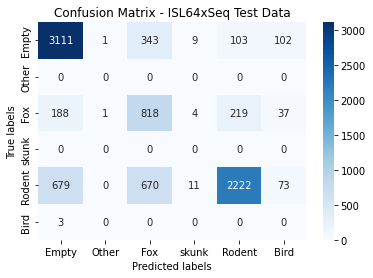 Confusion Matrix - ISL64xSeq Test Data
True labels
Empty 3111 1 343 9 103 102
Other 0 0 0 0 0 0
Fox 188 1 818 4 219 37
skunk 0 0 0 0 0 0
Rodent 679 0 670 11 2222 73
Bird 3 0 0 0 0 0
Empty Other Fox skunk Rodent Bird
Predicted labels
3000
2500
2000
1500
1000
500
0